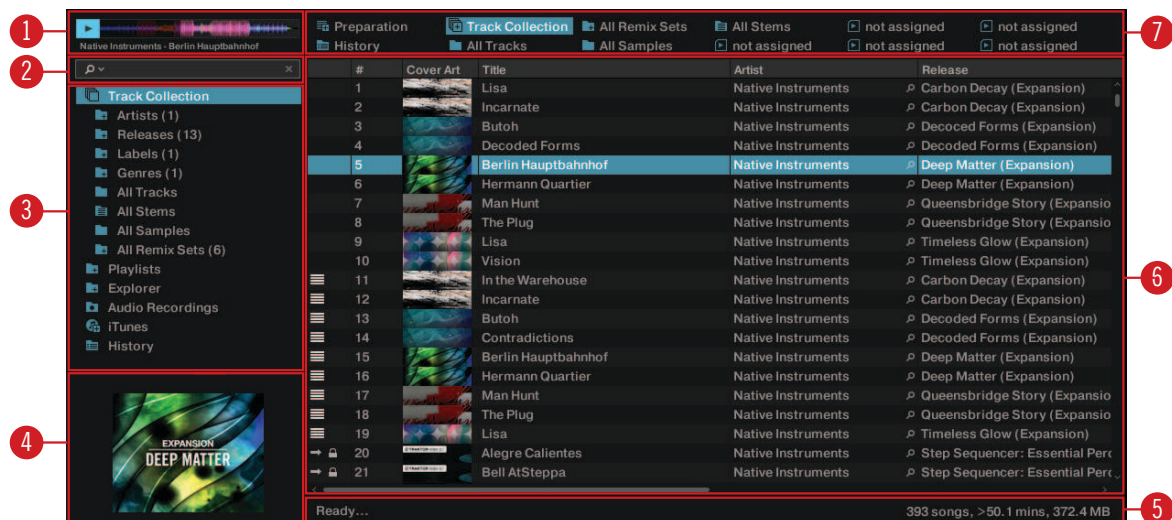 1
Native Instruments - Berlin Hauptbahnhof
Preparation Track Collection All Remix Sets All Stems not assigned not assigned
History All Tracks All Samples not assigned not assigned not assigned
7
2
Track Collection
Artists (1)
Releases (13)
Labels (1)
Genres (1)
All Tracks
All Stems
All Samples
All Remix Sets (6)
Playlists
Explorer
Audio Recordings
iTunes
History
3
EXPANSION
DEEP MATTER
4
# Cover Art Title Artist Release
1 Lisa Native Instruments Carbon Decay (Expansion)
2 Incarnate Native Instruments Carbon Decay (Expansion)
3 Butoh Native Instruments Decoced Forms (Expansion)
4 Decoded Forms Native Instruments Decoded Forms (Expansion)
5 Berlin Hauptbahnhof Native Instruments Deep Matter (Expansion)
6 Hermann Quartier Native Instruments Deep Matter (Expansion)
7 Man Hunt Native Instruments Queensbridge Story (Expansio
8 The Plug Native Instruments Queensbridge Story (Expansio
9 Lisa Native Instruments Timeless Glow (Expansion)
10 Vision Native Instruments Timeless Glow (Expansion)
11 In the Warehouse Native Instruments Carbon Decay (Expansion)
12 Incarnate Native Instruments Carbon Decay (Expansion)
13 Butoh Native Instruments Decoded Forms (Expansion)
14 Contradictions Native Instruments Decoded Forms (Expansion)
15 Berlin Hauptbahnhof Native Instruments Deep Matter (Expansion)
16 Hermann Quartier Native Instruments Deep Matter (Expansion)
17 Man Hunt Native Instruments Queensbridge Story (Expansio
18 The Plug Native Instruments Queensbridge Story (Expansio
19 Lisa Native Instruments Timeless Glow (Expansion)
20 Alegre Calientes Native Instruments Step Sequencer: Essential Perc
21 Bell AtSteppa Native Instruments Step Sequencer: Essential Perc
6
Ready... 393 songs, >50.1 mins, 372.4 MB
5